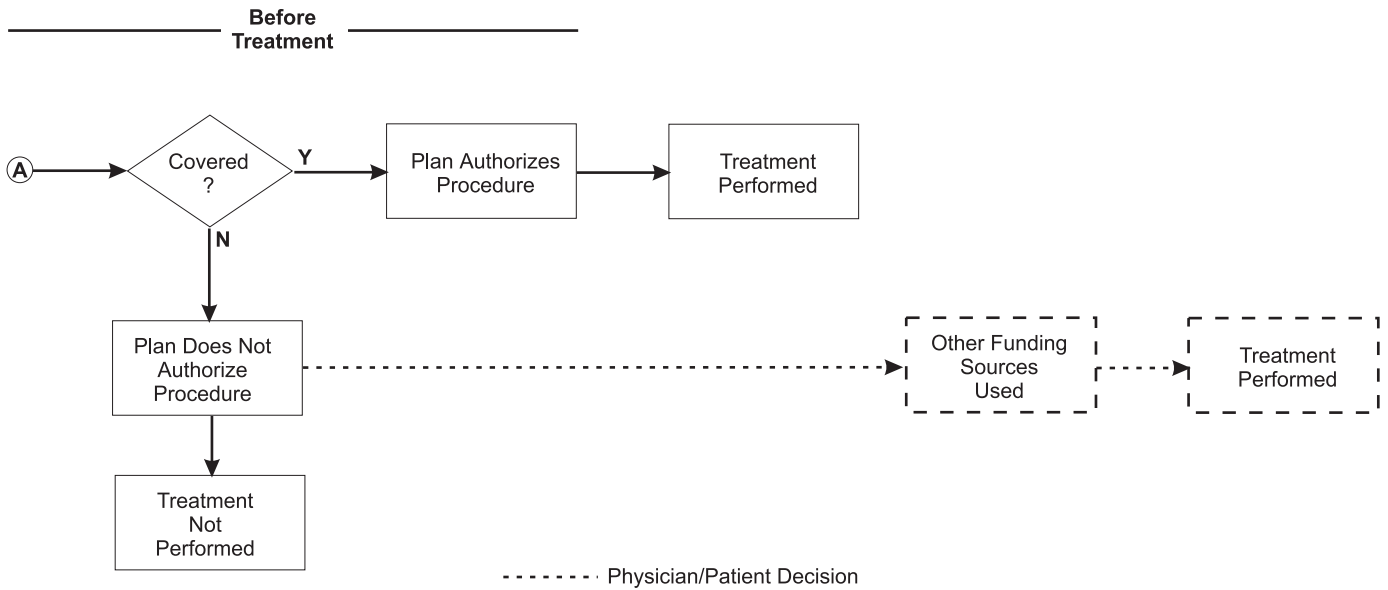 Before
Treatment
A
Covered
?
Y
Plan Authorizes
Procedure
Treatment
Performed
N
Plan Does Not
Authorize
Procedure
Other Funding
Sources
Used
Treatment
Performed
Treatment
Not
Performed
Physician/Patient Decision